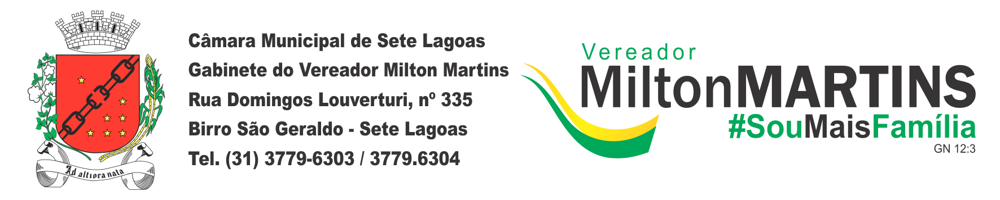 Câmara Municipal de Sete Lagoas
Gabinete do Vereador Milton Martins
Rua Domingos Louverturi, nº 335
Birro São Geraldo - Sete Lagoas
Tel. (31) 3779-6303 / 3779.6304
Ad altiora nata
Vereador
MiltonMARTINS
#SouMaisFamília
GN 12:3